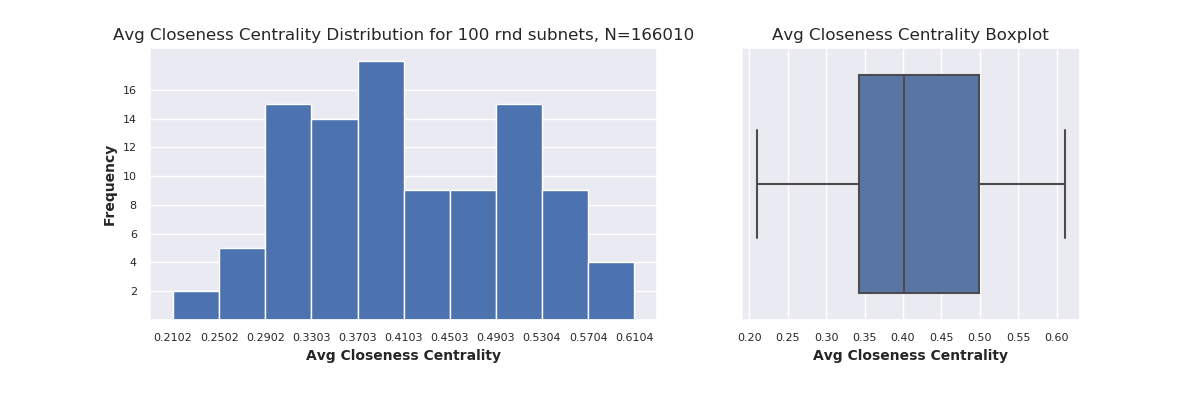 Avg Closeness Centrality Distribution for 100 rnd subnets, N=166010
Frequency
16
14
12
10
8
6
4
2
0.2102 0.2502 0.2902 0.3303 0.3703 0.4103 0.4503 0.4903 0.5304 0.5704 0.6104
Avg Closeness Centrality
Avg Closeness Centrality Boxplot
0.20 0.25 0.30 0.35 0.40 0.45 0.50 0.55 0.60
Avg Closeness Centrality